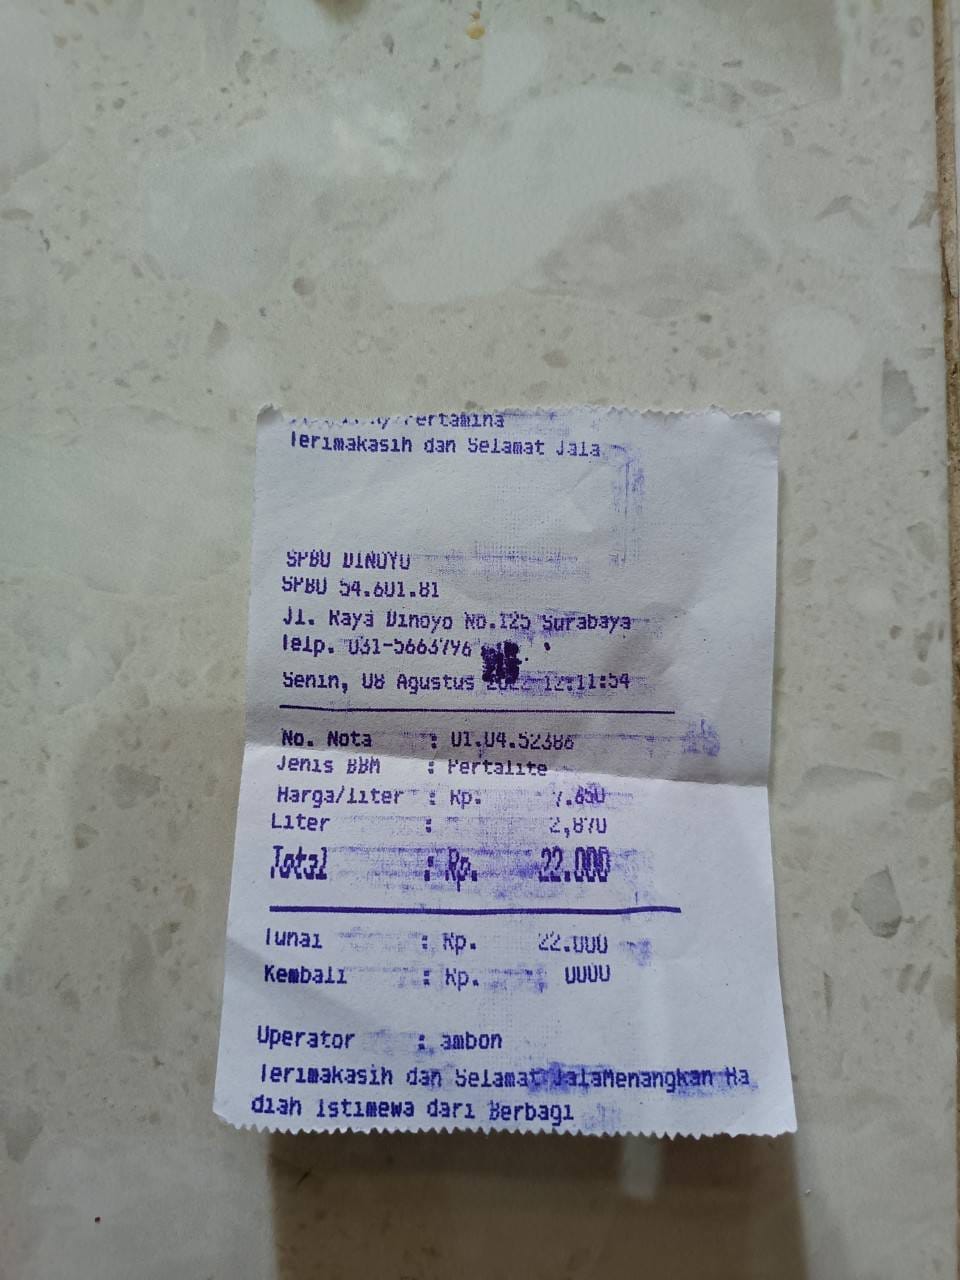 Pertamina
Terimakasih dan Selamat Jala
SPBU DINOYO
SPBU 54.601.81
Jl. Raya Dinoyo No.125 Surabaya
Telp. 031-5663796
Senin, 08 Agustus 2022 12:11:54
No. Nota : 01.04.52386
Jenis BBM : Pertalite
Harga/liter : Rp. 7.650
Liter : 2,870
Total : Rp. 22.000
Tunai : Rp. 22.000
Kembali : Rp. 0000
Operator : ambon
Terimakasih dan Selamat JalaMenangkan Ha
diah Istimewa dari Berbagi